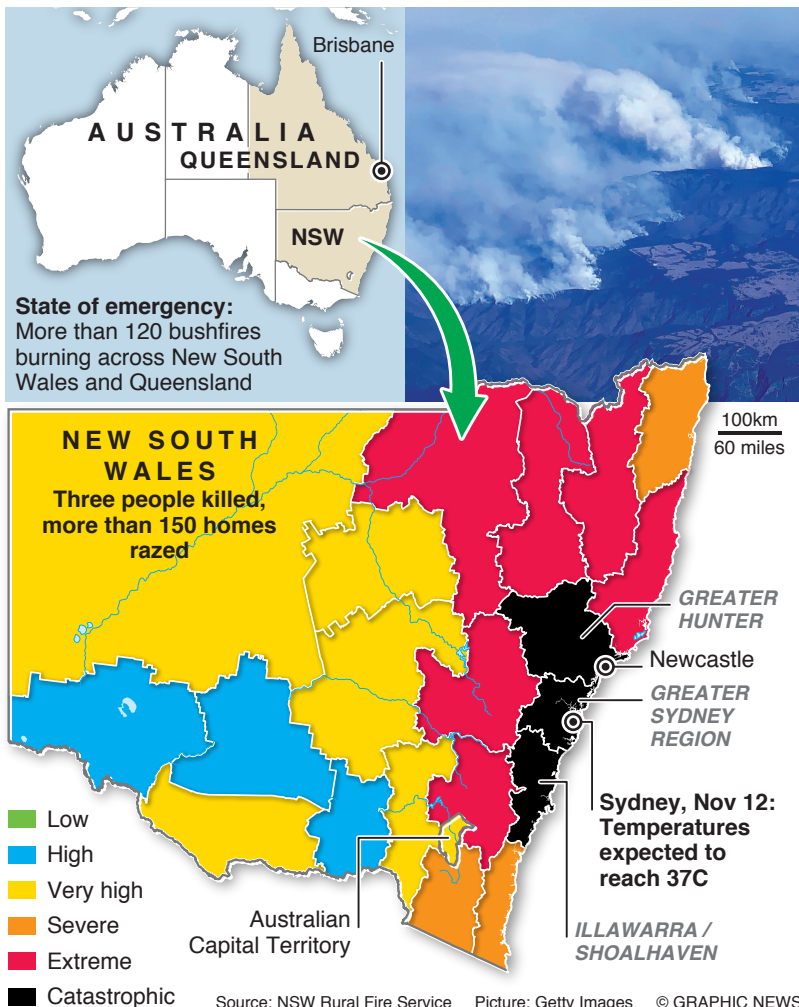 Brisbane
AUSTRALIA
QUEENSLAND
NSW
State of emergency:
More than 120 bushfires
burning across New South
Wales and Queensland
100km
60 miles
NEW SOUTH
WALES
Three people killed,
more than 150 homes
razed
GREATER
HUNTER
Newcastle
GREATER
SYDNEY
REGION
Sydney, Nov 12:
Temperatures
expected to
reach 37C
ILLAWARRA /
SHOALHAVEN
Australian
Capital Territory
Low
High
Very high
Severe
Extreme
Catastrophic
Source: NSW Rural Fire Service Picture: Getty Images © GRAPHIC NEWS